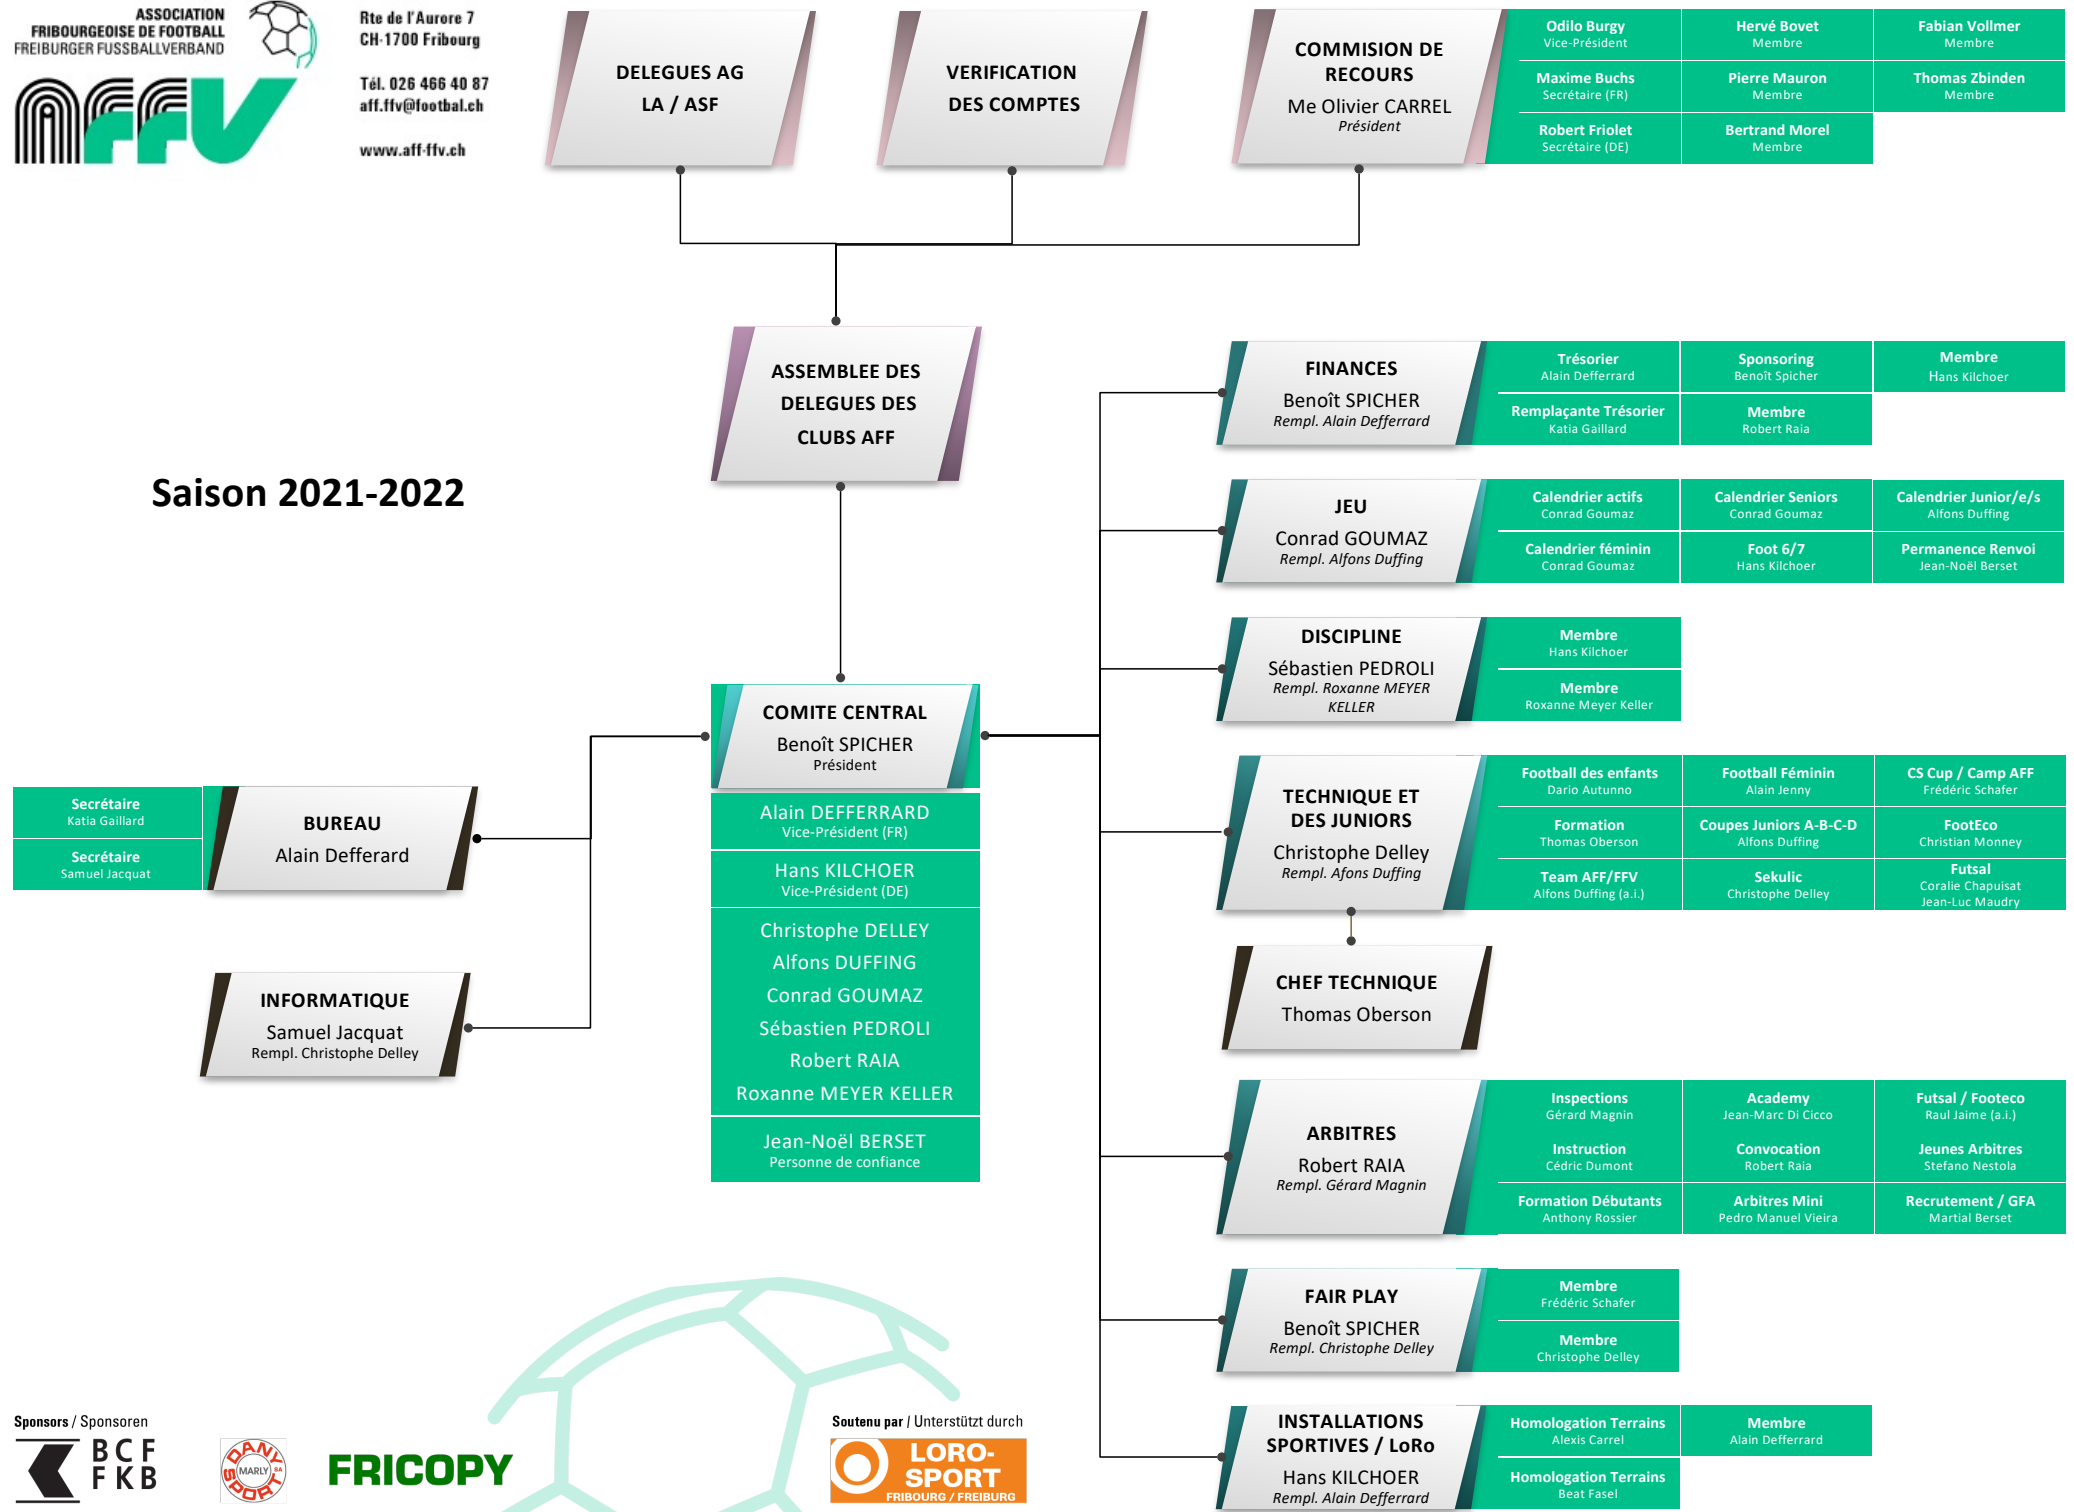 ASSOCIATION
FRIBOURGEOISE DE FOOTBALL
FREIBURGER FUSSBALLVERBAND
AFFV
Rte de l'Aurore 7
CH-1700 Fribourg
Tél. 026 466 40 87
aff.ffv@footbal.ch
www.aff-ffv.ch
DELEGUES AG
LA / ASF
VERIFICATION
DES COMPTES
COMMISION DE
RECOURS
Me Olivier CARREL
Président
Odilo Burgy
Vice-Président
Hervé Bovet
Membre
Fabian Vollmer
Membre
Maxime Buchs
Secrétaire (FR)
Pierre Mauron
Membre
Thomas Zbinden
Membre
Robert Friolet
Secrétaire (DE)
Bertrand Morel
Membre
ASSEMBLEE DES
DELEGUES DES
CLUBS AFF
Saison 2021-2022
FINANCES
Benoît SPICHER
Rempl. Alain Defferrard
Trésorier
Alain Defferrard
Sponsoring
Benoît Spicher
Membre
Hans Kilchoer
Remplaçante Trésorier
Katia Gaillard
Membre
Robert Raia
JEU
Conrad GOUMAZ
Rempl. Alfons Duffing
Calendrier actifs
Conrad Goumaz
Calendrier Seniors
Conrad Goumaz
Calendrier Junior/e/s
Alfons Duffing
Calendrier féminin
Conrad Goumaz
Foot 6/7
Hans Kilchoer
Permanence Renvoi
Jean-Noël Berset
DISCIPLINE
Sébastien PEDROLI
Rempl. Roxanne MEYER
KELLER
Membre
Hans Kilchoer
Membre
Roxanne Meyer Keller
COMITE CENTRAL
Benoît SPICHER
Président
Alain DEFFERRARD
Vice-Président (FR)
Hans KILCHOER
Vice-Président (DE)
Christophe DELLEY
Alfons DUFFING
Conrad GOUMAZ
Sébastien PEDROLI
Robert RAIA
Roxanne MEYER KELLER
Jean-Noël BERSET
Personne de confiance
Secrétaire
Katia Gaillard
Secrétaire
Samuel Jacquat
BUREAU
Alain Defferard
INFORMATIQUE
Samuel Jacquat
Rempl. Christophe Delley
TECHNIQUE ET
DES JUNIORS
Christophe Delley
Rempl. Afons Duffing
Football des enfants
Dario Autunno
Football Féminin
Alain Jenny
CS Cup / Camp AFF
Frédéric Schafer
Formation
Thomas Oberson
Coupes Juniors A-B-C-D
Alfons Duffing
FootEco
Christian Monney
Team AFF/FFV
Alfons Duffing (a.i.)
Sekulic
Christophe Delley
Futsal
Coralie Chapuisat
Jean-Luc Maudry
CHEF TECHNIQUE
Thomas Oberson
ARBITRES
Robert RAIA
Rempl. Gérard Magnin
Inspections
Gérard Magnin
Academy
Jean-Marc Di Cicco
Futsal / Footeco
Raul Jaime (a.i.)
Instruction
Cédric Dumont
Convocation
Robert Raia
Jeunes Arbitres
Stefano Nestola
Formation Débutants
Anthony Rossier
Arbitres Mini
Pedro Manuel Vieira
Recrutement / GFA
Martial Berset
FAIR PLAY
Benoît SPICHER
Rempl. Christophe Delley
Membre
Frédéric Schafer
Membre
Christophe Delley
INSTALLATIONS
SPORTIVES / LoRo
Hans KILCHOER
Rempl. Alain Defferrard
Homologation Terrains
Alexis Carrel
Membre
Alain Defferrard
Homologation Terrains
Beat Fasel
Sponsors / Sponsoren
BCF
FKB
DANY
MARLY SA
SPORT
FRICOPY
Soutenu par / Unterstützt durch
LORO-
SPORT
FRIBOURG / FREIBURG